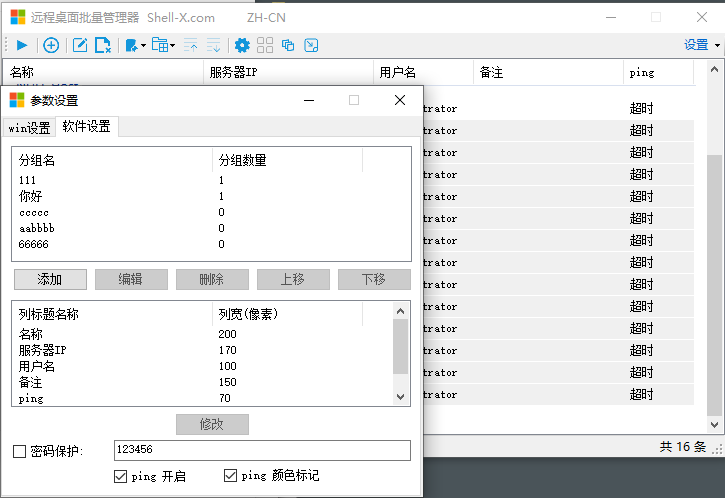 远程桌面批量管理器 Shell-X.com ZH-CN
设置
名称 服务器IP 用户名 备注 ping
参数设置
win设置 软件设置
分组名 分组数量
111 1
你好 1
ccccc 0
aabbbb 0
66666 0
添加 编辑 删除 上移 下移
列标题名称 列宽(像素)
名称 200
服务器IP 170
用户名 100
备注 150
ping 70
修改
密码保护: 123456
ping 开启 ping 颜色标记
trator 超时
trator 超时
trator 超时
trator 超时
trator 超时
trator 超时
trator 超时
trator 超时
trator 超时
trator 超时
trator 超时
trator 超时
trator 超时
trator 超时
共 16 条